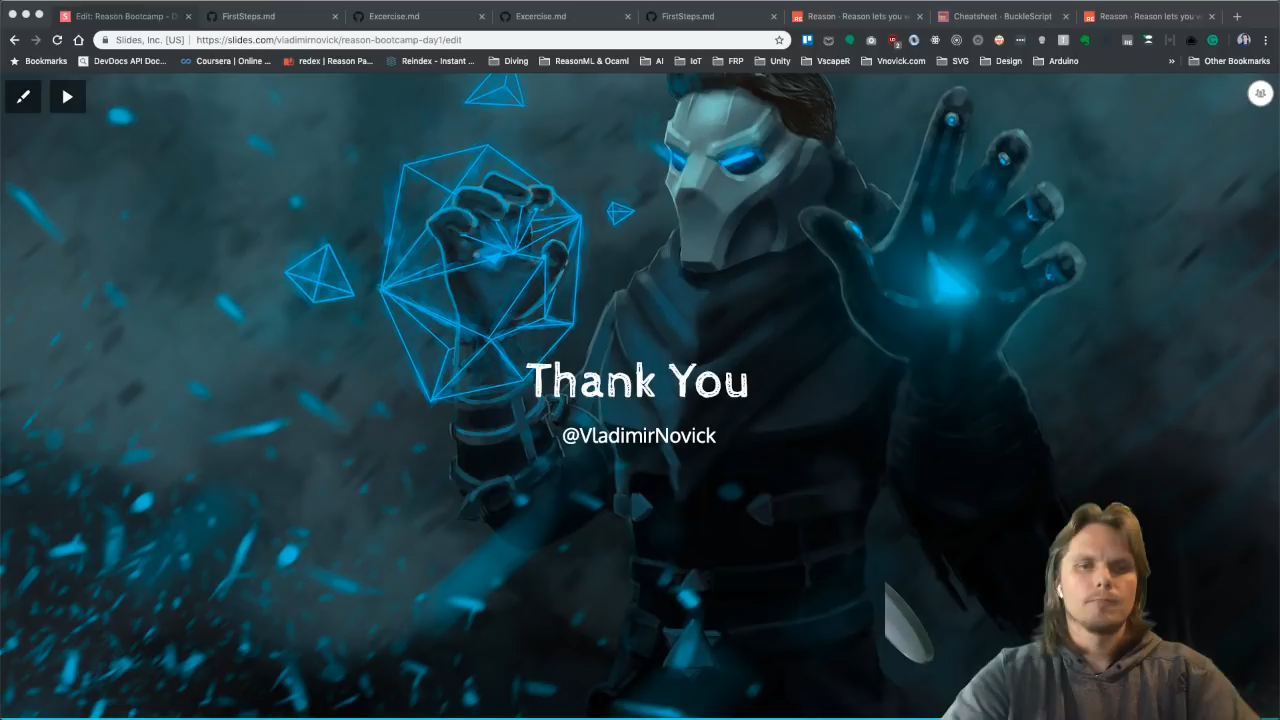 Edit: Reason Bootcamp - D
FirstSteps.md
Excercise.md
Excercise.md
FirstSteps.md
Reason · Reason lets you w
Cheatsheet · BuckleScript
Reason · Reason lets you w
Slides, Inc. [US] | https://slides.com/vladimirnovick/reason-bootcamp-day1/edit
Bookmarks
DevDocs API Doc...
Coursera | Online ...
redex | Reason Pa...
Reindex - Instant ...
Diving
ReasonML & Ocaml
AI
IoT
FRP
Unity
VscapeR
Vnovick.com
SVG
Design
Arduino
»
Other Bookmarks
Thank You
@VladimirNovick